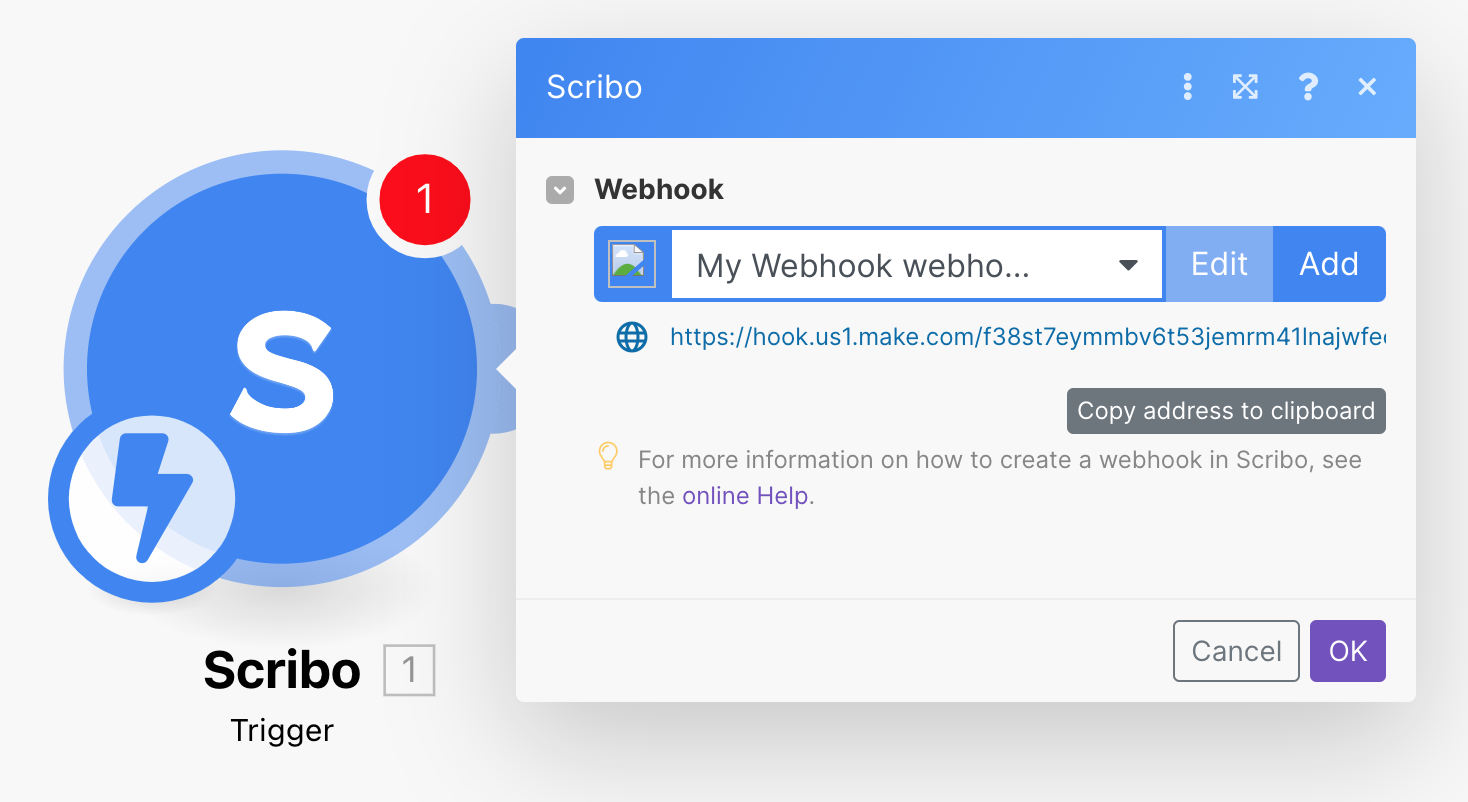 Scribo
Webhook
1
My Webhook webho...
Edit
Add
https://hook.us1.make.com/f38st7eymmbv6t53jemrm41lnajwfe
Copy address to clipboard
For more information on how to create a webhook in Scribo, see
the online Help.
S
Cancel
OK
Scribo
1
Trigger